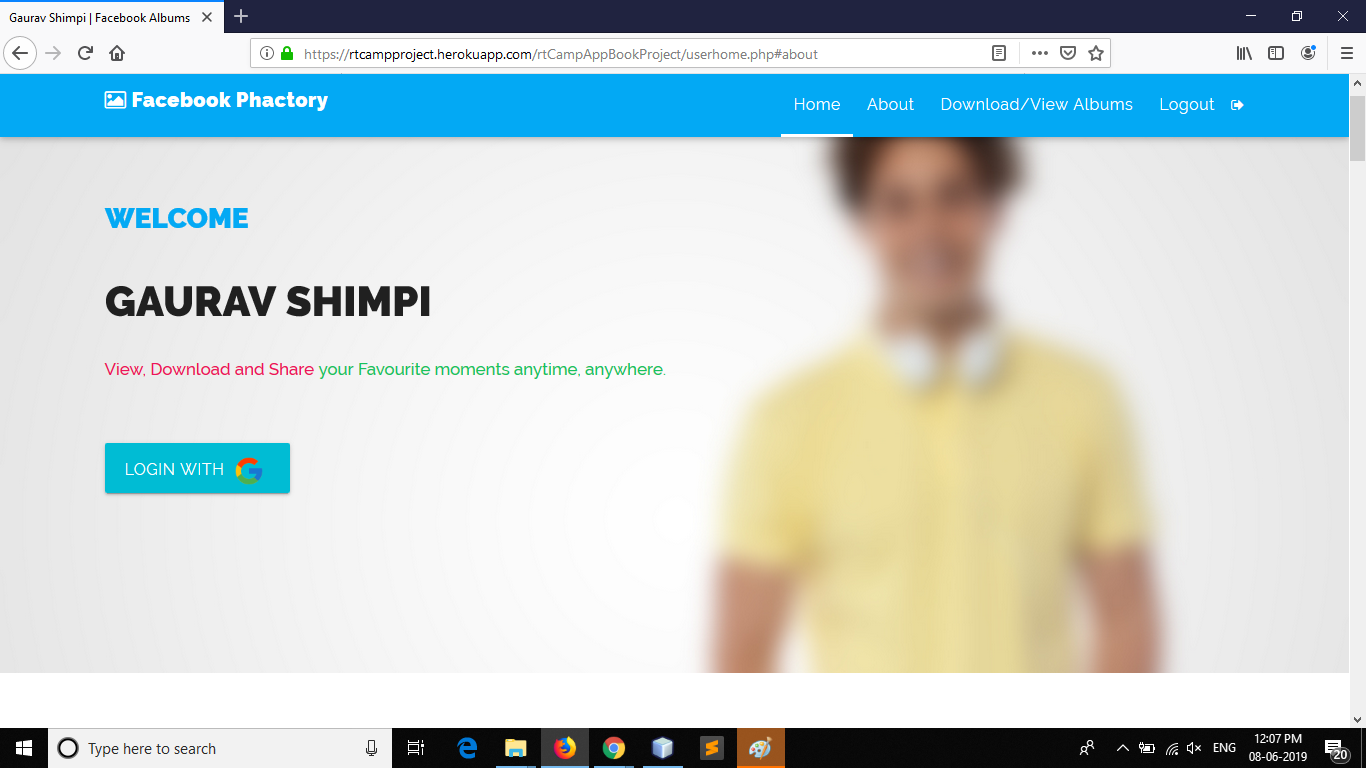 Gaurav Shimpi | Facebook Albums
https://rtcampproject.herokuapp.com/rtCampAppBookProject/userhome.php#about
Facebook Phactory
Home About Download/View Albums Logout
WELCOME
GAURAV SHIMPI
View, Download and Share your Favourite moments anytime, anywhere.
LOGIN WITH G
Type here to search
ENG
12:07 PM
08-06-2019
20